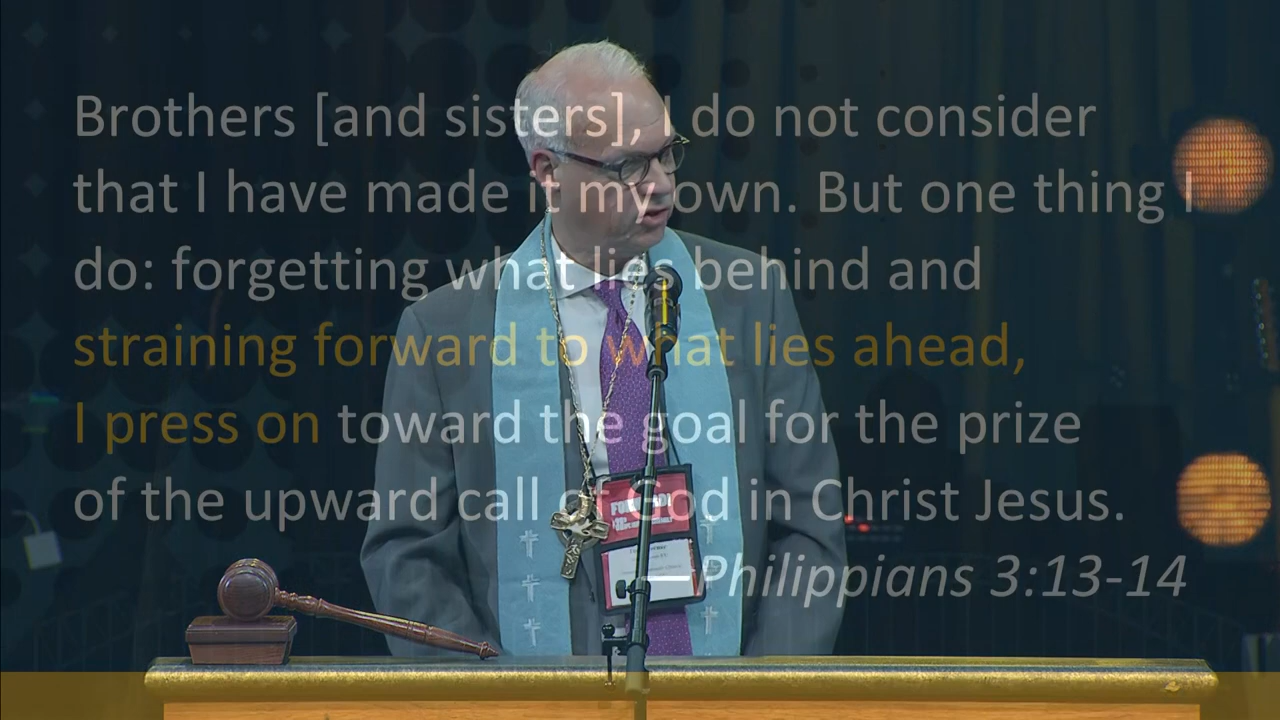 Brothers [and sisters], I do not consider
that I have made it my own. But one thing I
do: forgetting what lies behind and
straining forward to what lies ahead,
I press on toward the goal for the prize
of the upward call of God in Christ Jesus.
—Philippians 3:13-14